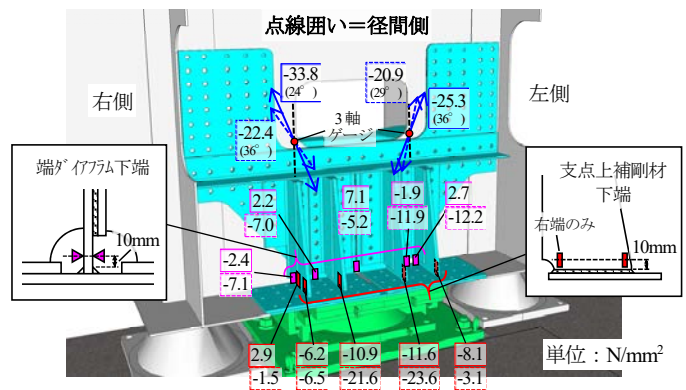 点線囲い＝径間側
-33.8
(24°)
-20.9
(29°)
右側
左側
-25.3
(36°)
-22.4
(36°)
3軸
ゲージ
端ﾀﾞｲｱﾌﾗﾑ下端
10mm
支点上補剛材
下端
右端のみ
10mm
2.2
-7.0
7.1
-5.2
-1.9
-11.9
2.7
-12.2
-2.4
-7.1
2.9
-1.5
-6.2
-6.5
-10.9
-21.6
-11.6
-23.6
-8.1
-3.1
単位：N/mm²